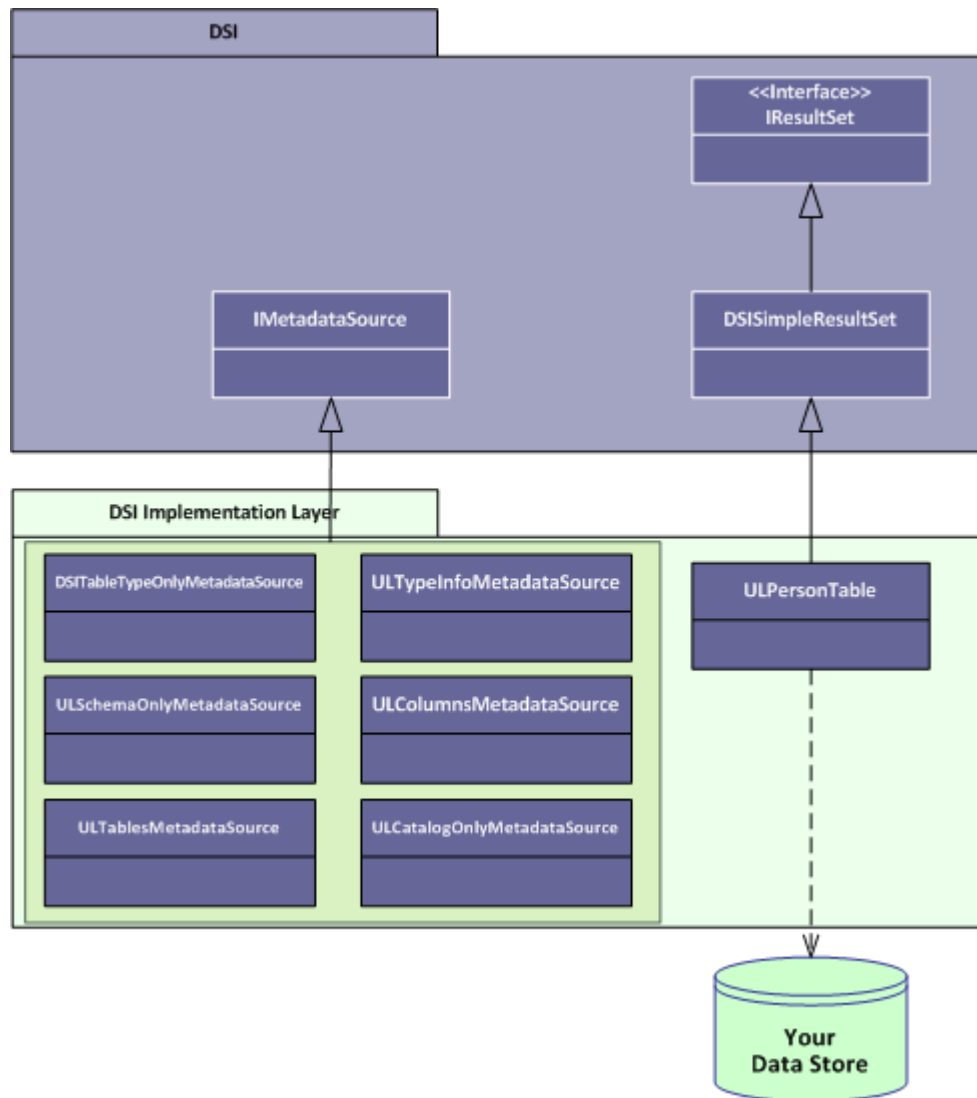 DSI
<<Interface>>
IResultSet
IMetadataSource
DSISimpleResultSet
DSI Implementation Layer
DSITableTypeOnlyMetadataSource
ULTypeInfoMetadataSource
ULPersonTable
ULSchemaOnlyMetadataSource
ULColumnsMetadataSource
ULTablesMetadataSource
ULCatalogOnlyMetadataSource
Your
Data Store